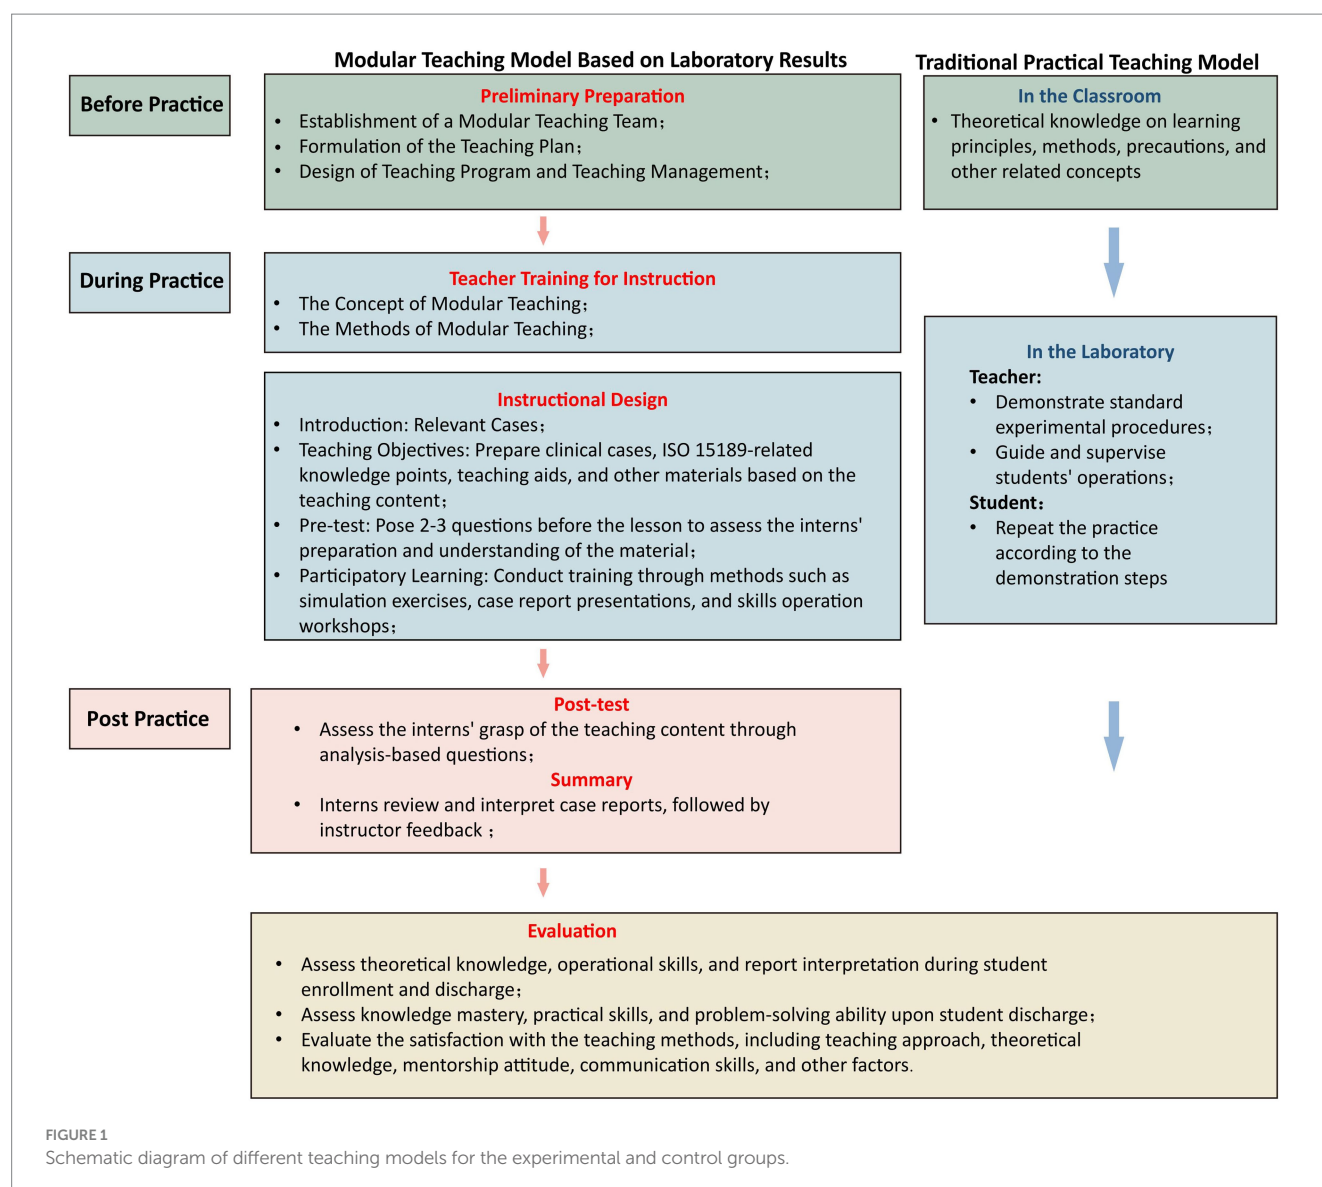 Modular Teaching Model Based on Laboratory Results
Traditional Practical Teaching Model
Before Practice
Preliminary Preparation
• Establishment of a Modular Teaching Team；
• Formulation of the Teaching Plan；
• Design of Teaching Program and Teaching Management；
In the Classroom
• Theoretical knowledge on learning
principles, methods, precautions, and
other related concepts
During Practice
Teacher Training for Instruction
• The Concept of Modular Teaching；
• The Methods of Modular Teaching；
Instructional Design
• Introduction: Relevant Cases；
• Teaching Objectives: Prepare clinical cases, ISO 15189-related
knowledge points, teaching aids, and other materials based on the
teaching content；
• Pre-test: Pose 2-3 questions before the lesson to assess the interns'
preparation and understanding of the material；
• Participatory Learning: Conduct training through methods such as
simulation exercises, case report presentations, and skills operation
workshops；
In the Laboratory
Teacher:
• Demonstrate standard
experimental procedures；
• Guide and supervise
students' operations；
Student：
• Repeat the practice
according to the
demonstration steps
Post Practice
Post-test
• Assess the interns' grasp of the teaching content through
analysis-based questions；
Summary
• Interns review and interpret case reports, followed by
instructor feedback ；
Evaluation
• Assess theoretical knowledge, operational skills, and report interpretation during student
enrollment and discharge；
• Assess knowledge mastery, practical skills, and problem-solving ability upon student discharge；
• Evaluate the satisfaction with the teaching methods, including teaching approach, theoretical
knowledge, mentorship attitude, communication skills, and other factors.
FIGURE 1
Schematic diagram of different teaching models for the experimental and control groups.